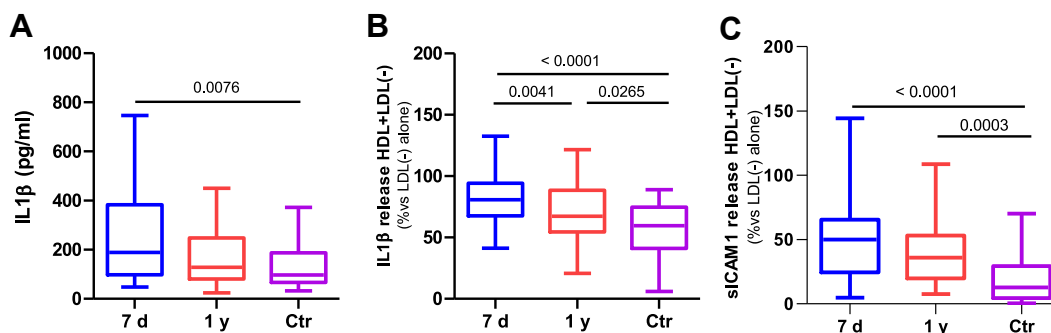 A
IL1β (pg/ml)
1000
800
600
400
200
0
0.0076
7 d
1 y
Ctr
B
IL1β release HDL+LDL(-)
(%vs LDL(-) alone)
200
150
100
50
0
< 0.0001
0.0041
0.0265
7 d
1 y
Ctr
C
sICAM1 release HDL+LDL(-)
(%vs LDL(-) alone)
200
150
100
50
0
< 0.0001
0.0003
7 d
1 y
Ctr